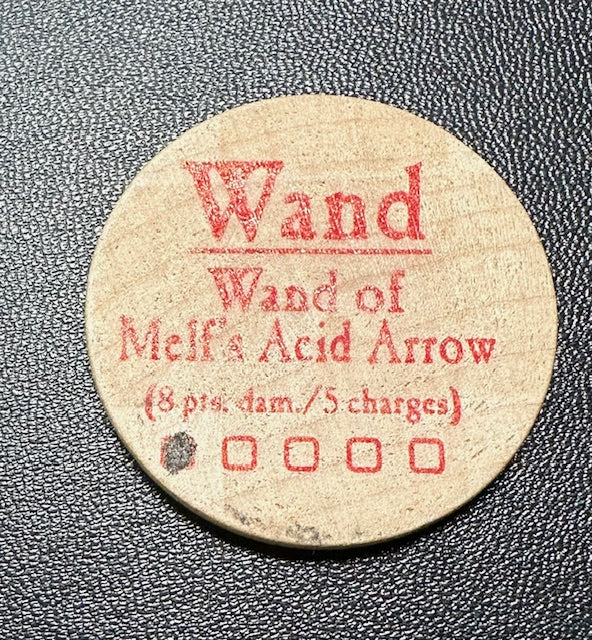 Wand
Wand of
Melf's Acid Arrow
(8 pts. dam./5 charges)